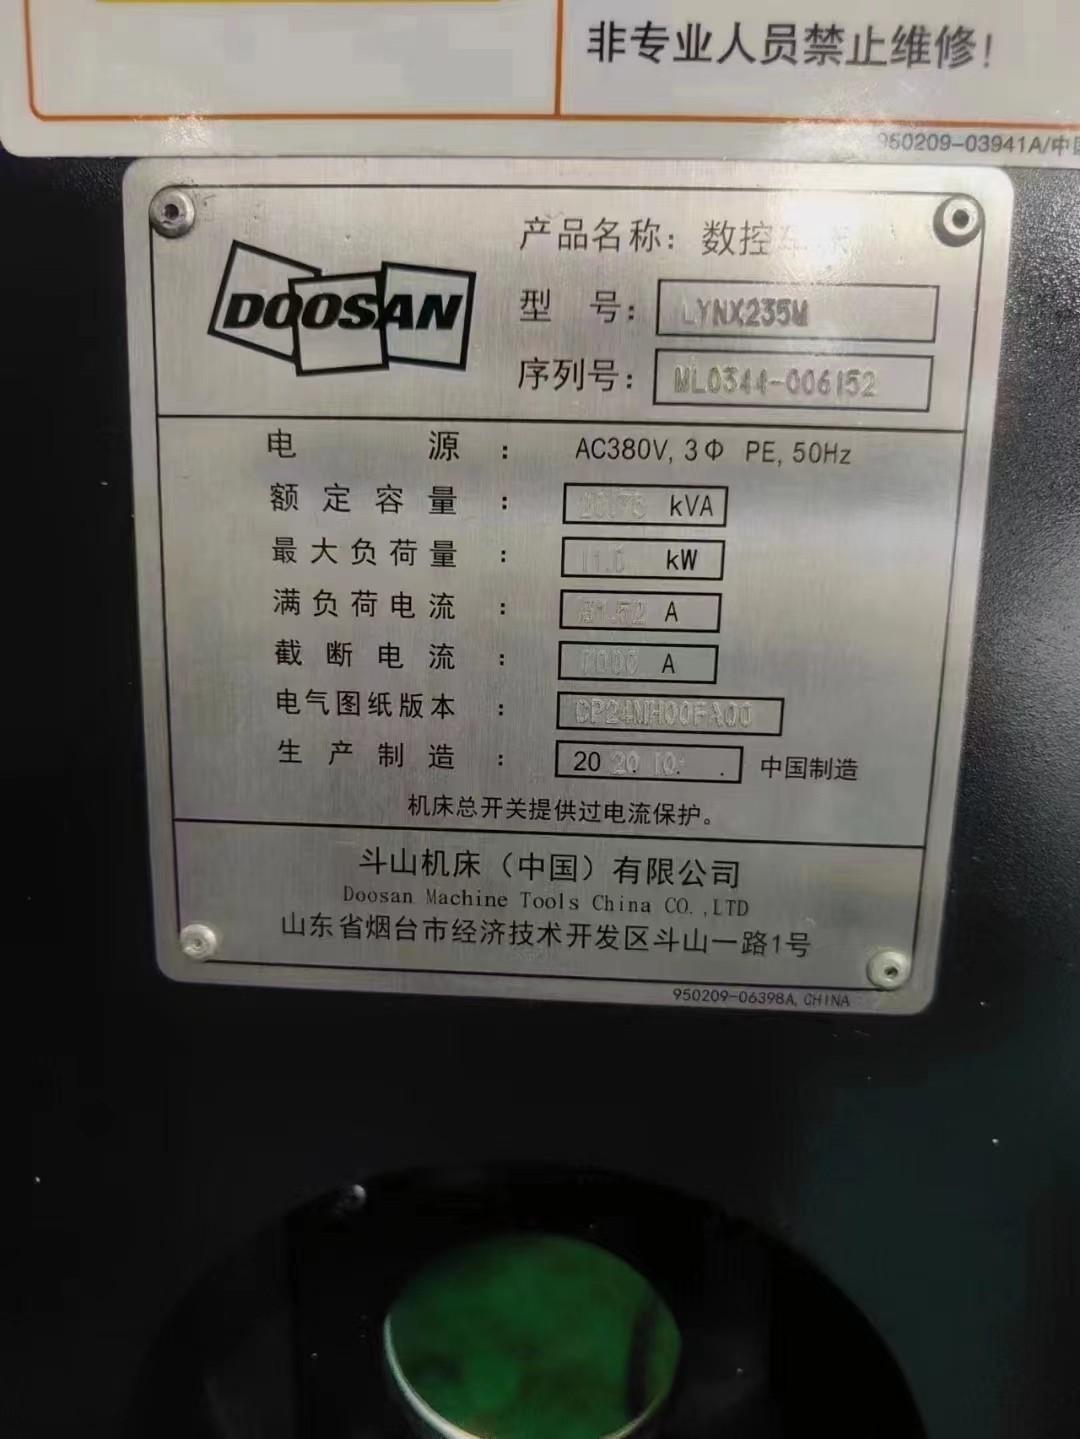 非专业人员禁止维修!
950209-03941A/中国
DOOSAN
产品名称: 数控
型 号: LYNX235M
序列号: ML0344-006152
电 源 : AC380V, 3Φ PE, 50Hz
额定容量 : kVA
最大负荷量 : kW
满负荷电流 : 31.52 A
截断电流 : A
电气图纸版本 : CP24MH00FA00
生产制造 : 20 20. 10. . 中国制造
机床总开关提供过电流保护。
斗山机床（中国）有限公司
Doosan Machine Tools China CO.,LTD
山东省烟台市经济技术开发区斗山一路1号
950209-06398A, CHINA